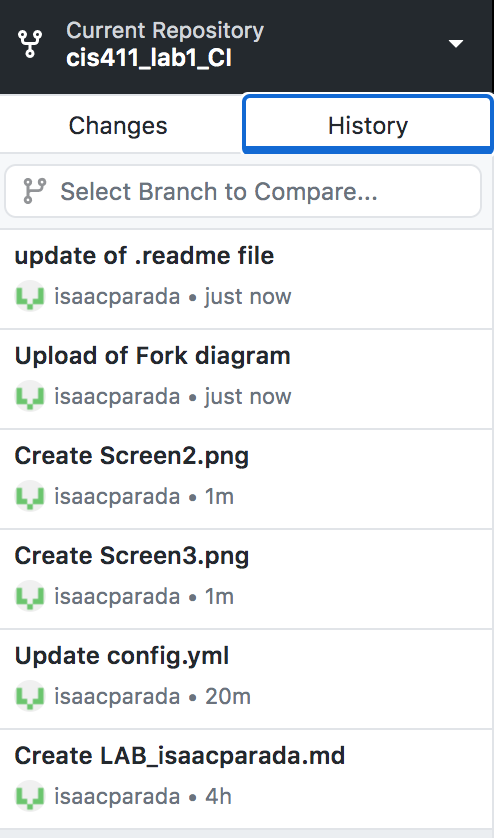 Current Repository
cis411_lab1_CI
Changes
History
Select Branch to Compare...
update of .readme file
isaacparada • just now
Upload of Fork diagram
isaacparada • just now
Create Screen2.png
isaacparada • 1m
Create Screen3.png
isaacparada • 1m
Update config.yml
isaacparada • 20m
Create LAB_isaacparada.md
isaacparada • 4h